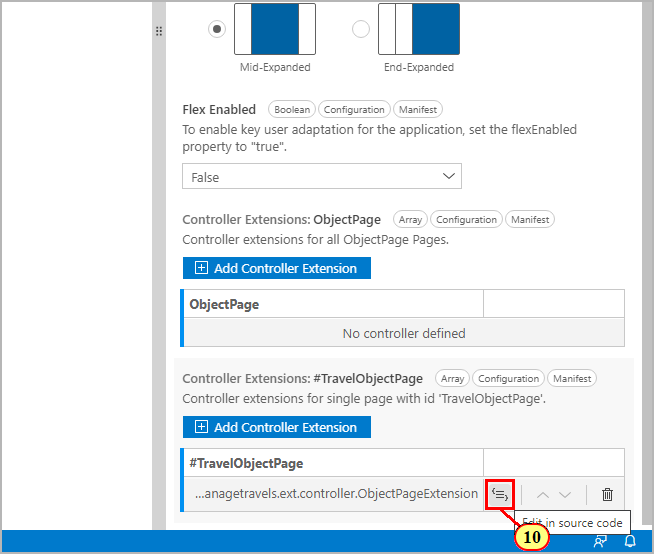 Mid-Expanded
End-Expanded
Flex Enabled Boolean Configuration Manifest
To enable key user adaptation for the application, set the flexEnabled
property to "true".
False
Controller Extensions: ObjectPage Array Configuration Manifest
Controller extensions for all ObjectPage Pages.
Add Controller Extension
ObjectPage
No controller defined
Controller Extensions: #TravelObjectPage Array Configuration Manifest
Controller extensions for single page with id 'TravelObjectPage'.
Add Controller Extension
#TravelObjectPage
...anagetravels.ext.controller.ObjectPageExtension
Edit in source code
10